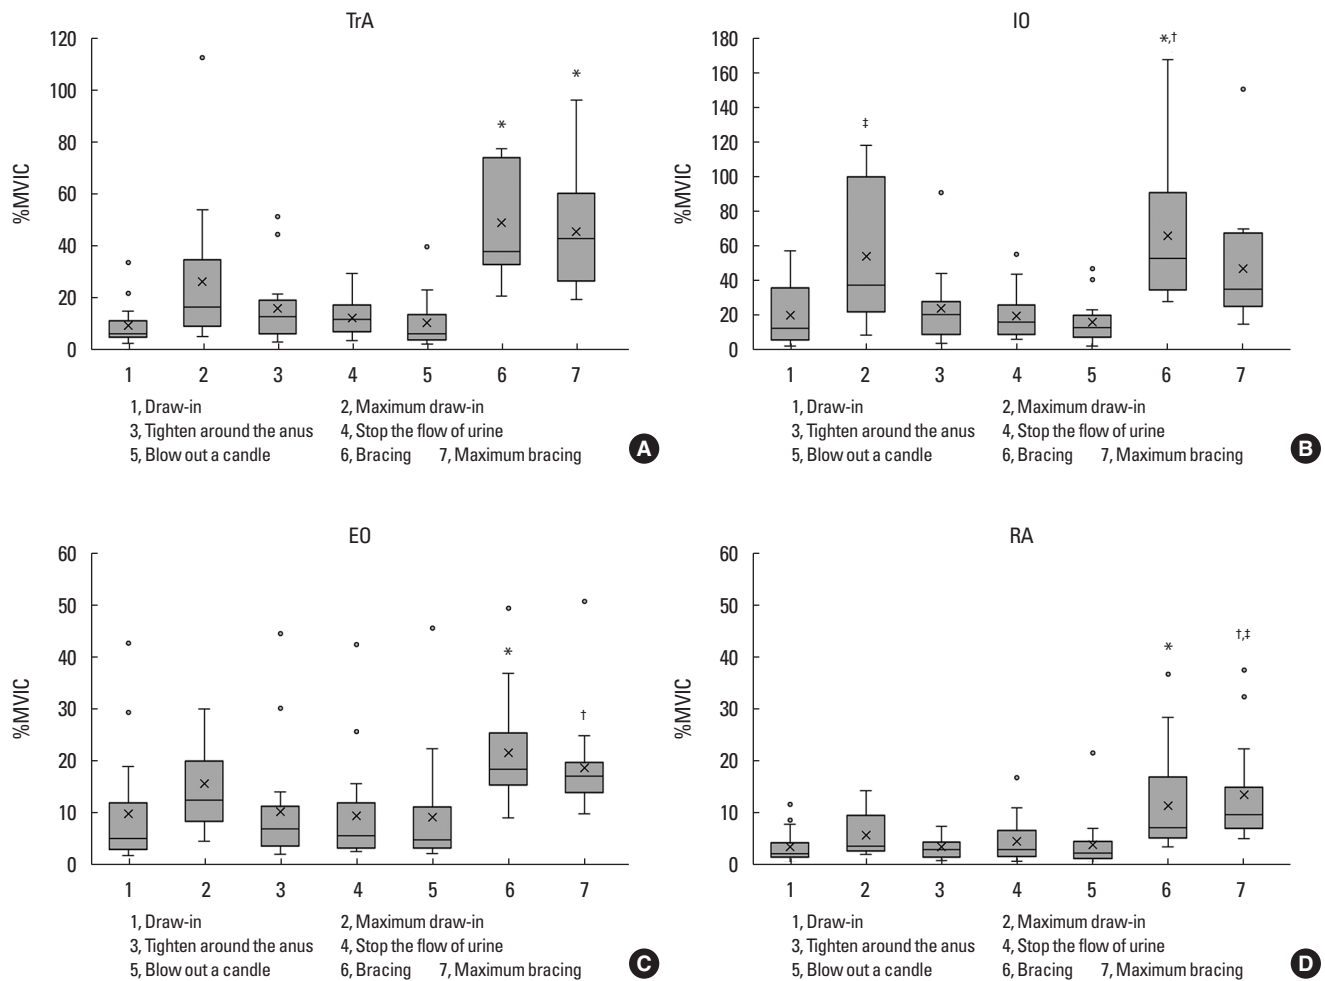 TrA
120
100
80
60
40
20
0
%MVIC
*
*
1 2 3 4 5 6 7
1, Draw-in 2, Maximum draw-in
3, Tighten around the anus 4, Stop the flow of urine
5, Blow out a candle 6, Bracing 7, Maximum bracing
A
IO
180
160
140
120
100
80
60
40
20
0
%MVIC
‡
*,†
1 2 3 4 5 6 7
1, Draw-in 2, Maximum draw-in
3, Tighten around the anus 4, Stop the flow of urine
5, Blow out a candle 6, Bracing 7, Maximum bracing
B
EO
60
50
40
30
20
10
0
%MVIC
*
†
1 2 3 4 5 6 7
1, Draw-in 2, Maximum draw-in
3, Tighten around the anus 4, Stop the flow of urine
5, Blow out a candle 6, Bracing 7, Maximum bracing
C
RA
60
50
40
30
20
10
0
%MVIC
*
†,‡
1 2 3 4 5 6 7
1, Draw-in 2, Maximum draw-in
3, Tighten around the anus 4, Stop the flow of urine
5, Blow out a candle 6, Bracing 7, Maximum bracing
D